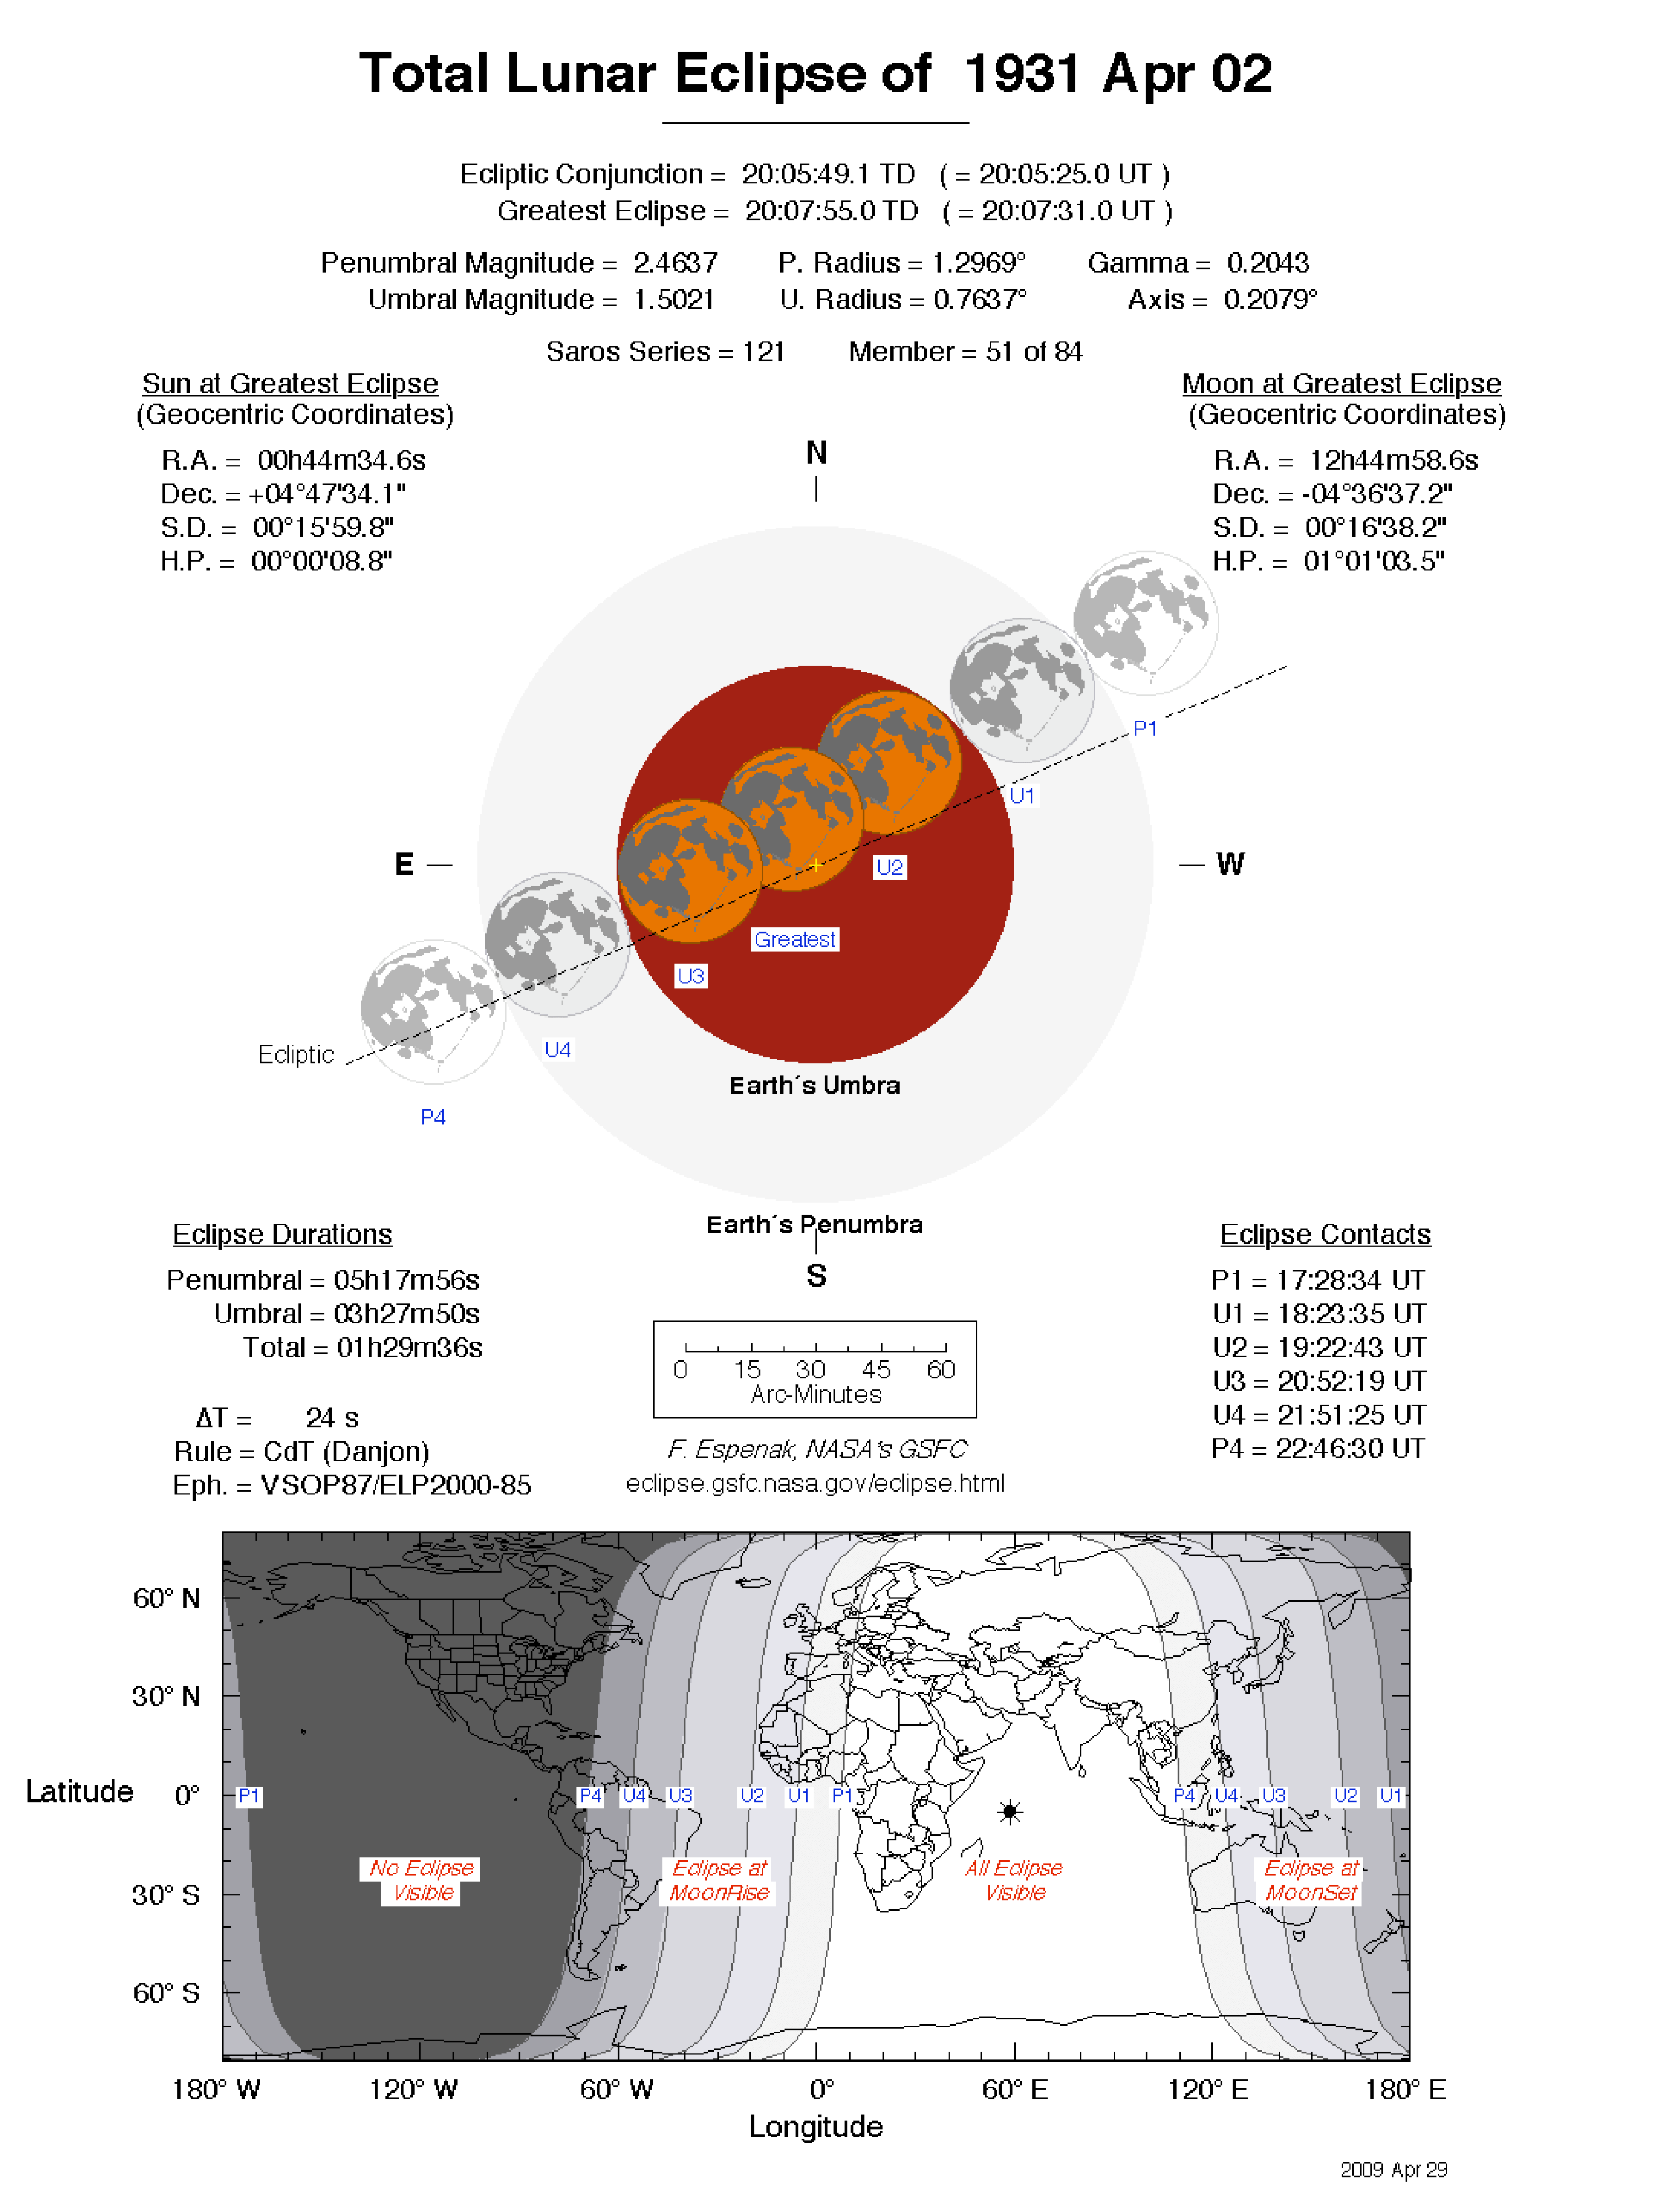 Total Lunar Eclipse of 1931 Apr 02
Ecliptic Conjunction = 20:05:49.1 TD ( = 20:05:25.0 UT )
Greatest Eclipse = 20:07:55.0 TD ( = 20:07:31.0 UT )
Penumbral Magnitude = 2.4637 P. Radius = 1.2969° Gamma = 0.2043
Umbral Magnitude = 1.5021 U. Radius = 0.7637° Axis = 0.2079°
Saros Series = 121 Member = 51 of 84
Sun at Greatest Eclipse
(Geocentric Coordinates)
R.A. = 00h44m34.6s
Dec. = +04°47'34.1"
S.D. = 00°15'59.8"
H.P. = 00°00'08.8"
Moon at Greatest Eclipse
(Geocentric Coordinates)
R.A. = 12h44m58.6s
Dec. = -04°36'37.2"
S.D. = 00°16'38.2"
H.P. = 01°01'03.5"
N
P1
U1
E
W
U2
Greatest
U3
U4
Ecliptic
P4
Earth´s Umbra
Earth´s Penumbra
S
Eclipse Durations
Penumbral = 05h17m56s
Umbral = 03h27m50s
Total = 01h29m36s
ΔT = 24 s
Rule = CdT (Danjon)
Eph. = VSOP87/ELP2000-85
0 15 30 45 60
Arc-Minutes
F. Espenak, NASA's GSFC
eclipse.gsfc.nasa.gov/eclipse.html
Eclipse Contacts
P1 = 17:28:34 UT
U1 = 18:23:35 UT
U2 = 19:22:43 UT
U3 = 20:52:19 UT
U4 = 21:51:25 UT
P4 = 22:46:30 UT
60° N
30° N
Latitude 0°
30° S
60° S
P1 P4 U4 U3 U2 U1 P1 P4 U4 U3 U2 U1
No Eclipse
Visible
Eclipse at
MoonRise
All Eclipse
Visible
Eclipse at
MoonSet
180° W 120° W 60° W 0° 60° E 120° E 180° E
Longitude
2009 Apr 29